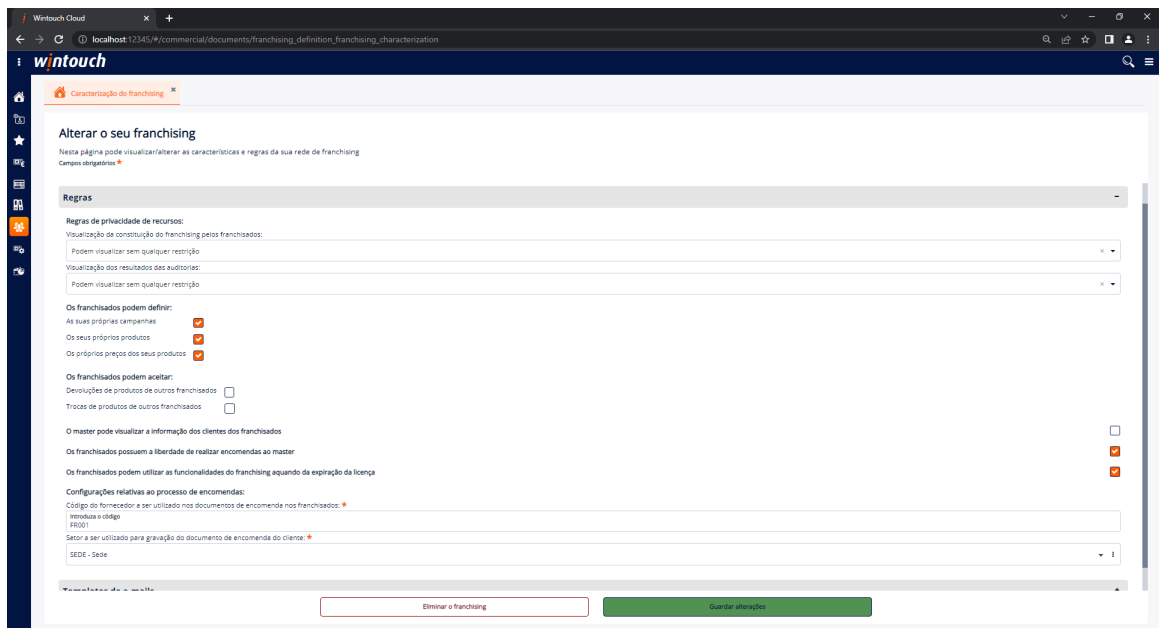 Wintouch Cloud
localhost:12345/#/commercial/documents/franchising_definition_franchising_characterization
wintouch
Caracterização do franchising
Alterar o seu franchising
Nesta página pode visualizar/alterar as características e regras da sua rede de franchising
Campos obrigatórios *
Regras
Regras de privacidade de recursos:
Visualização da constituição do franchising pelos franchisados:
Podem visualizar sem qualquer restrição
Visualização dos resultados das auditorias:
Podem visualizar sem qualquer restrição
Os franchisados podem definir:
As suas próprias campanhas
Os seus próprios produtos
Os próprios preços dos seus produtos
Os franchisados podem aceitar:
Devoluções de produtos de outros franchisados
Trocas de produtos de outros franchisados
O master pode visualizar a informação dos clientes dos franchisados
Os franchisados possuem a liberdade de realizar encomendas ao master
Os franchisados podem utilizar as funcionalidades do franchising aquando da expiração da licença
Configurações relativas ao processo de encomendas:
Código do fornecedor a ser utilizado nos documentos de encomenda nos franchisados: *
Introduza o código
FR001
Setor a ser utilizado para gravação do documento de encomenda do cliente: *
SEDE - Sede
Templates de e-mails
Eliminar o franchising
Guardar alterações